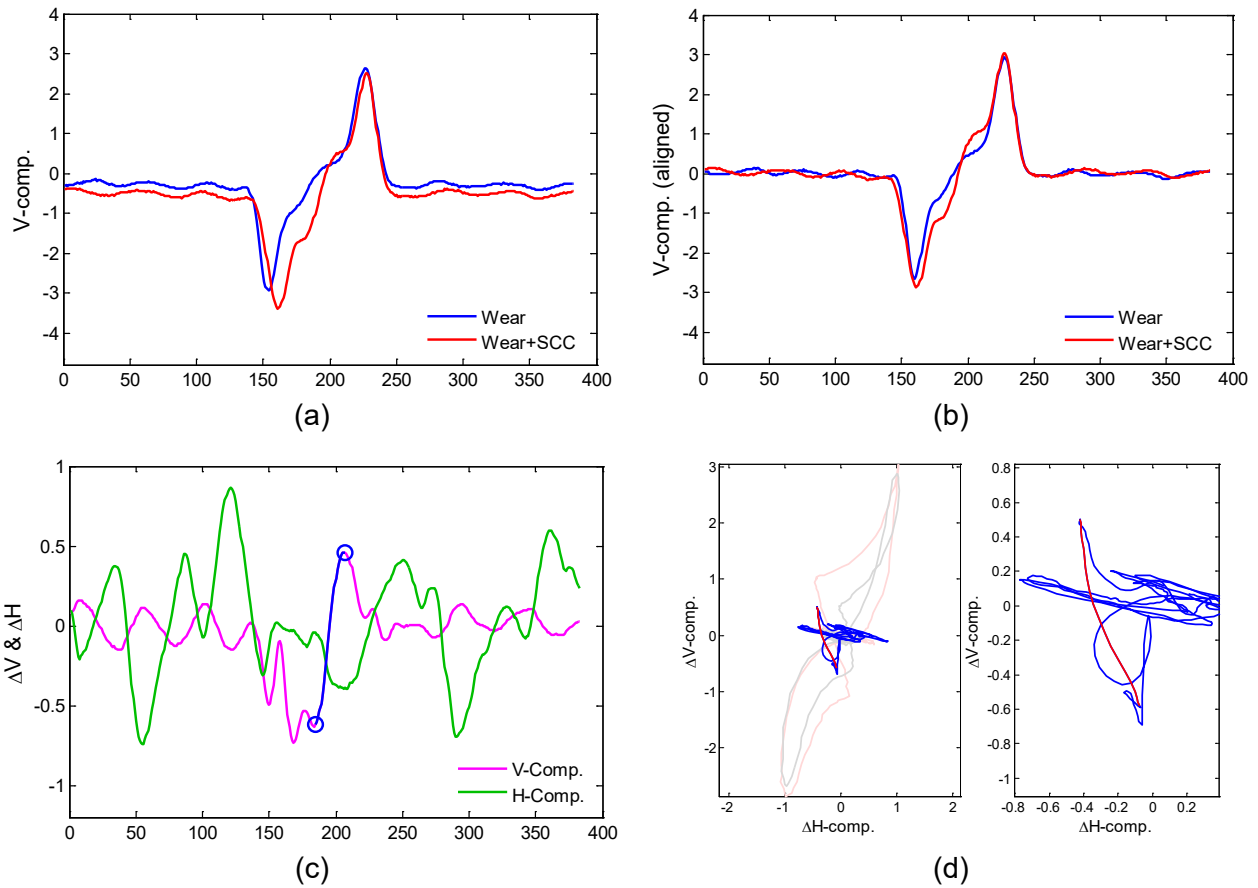 4
3
2
1
0
-1
-2
-3
-4
V-comp.
Wear
Wear+SCC
0 50 100 150 200 250 300 350 400
(a)
4
3
2
1
0
-1
-2
-3
-4
V-comp. (aligned)
Wear
Wear+SCC
0 50 100 150 200 250 300 350 400
(b)
1
0.5
0
-0.5
-1
ΔV & ΔH
V-Comp.
H-Comp.
0 50 100 150 200 250 300 350 400
(c)
3
2
1
0
-1
-2
ΔV-comp.
-2 -1 0 1 2
ΔH-comp.
0.8
0.6
0.4
0.2
0
-0.2
-0.4
-0.6
-0.8
-1
ΔV-comp.
-0.8 -0.6 -0.4 -0.2 0 0.2
ΔH-comp.
(d)